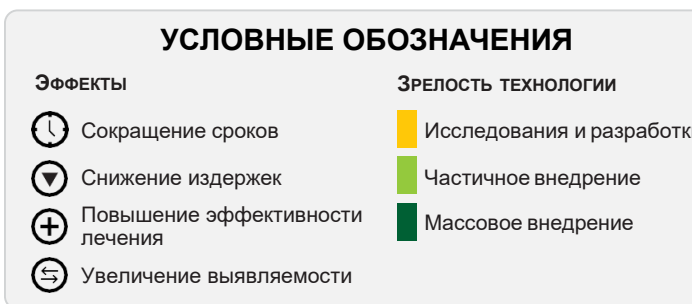 УСЛОВНЫЕ ОБОЗНАЧЕНИЯ
ЭФФЕКТЫ
Сокращение сроков
Снижение издержек
Повышение эффективности
лечения
Увеличение выявляемости
ЗРЕЛОСТЬ ТЕХНОЛОГИИ
Исследования и разработк
Частичное внедрение
Массовое внедрение